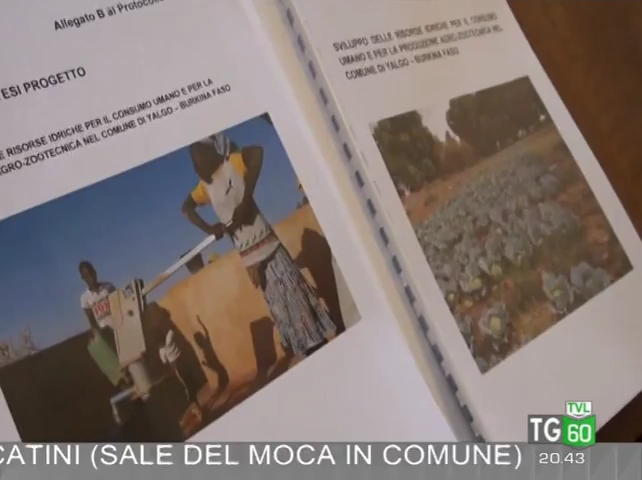 Allegato B al Protocollo
ESI PROGETTO
E RISORSE IDRICHE PER IL CONSUMO UMANO E PER LA
AGRO-ZOOTECNICA NEL COMUNE DI YALGO – BURKINA FASO
SVILUPPO DELLE RISORSE IDRICHE PER IL CONSUMO
UMANO E PER LA PRODUZIONE AGRO-ZOOTECNICA NEL
COMUNE DI YALGO – BURKINA FASO
TVL
TG 60
CATINI (SALE DEL MOCA IN COMUNE)
20.43